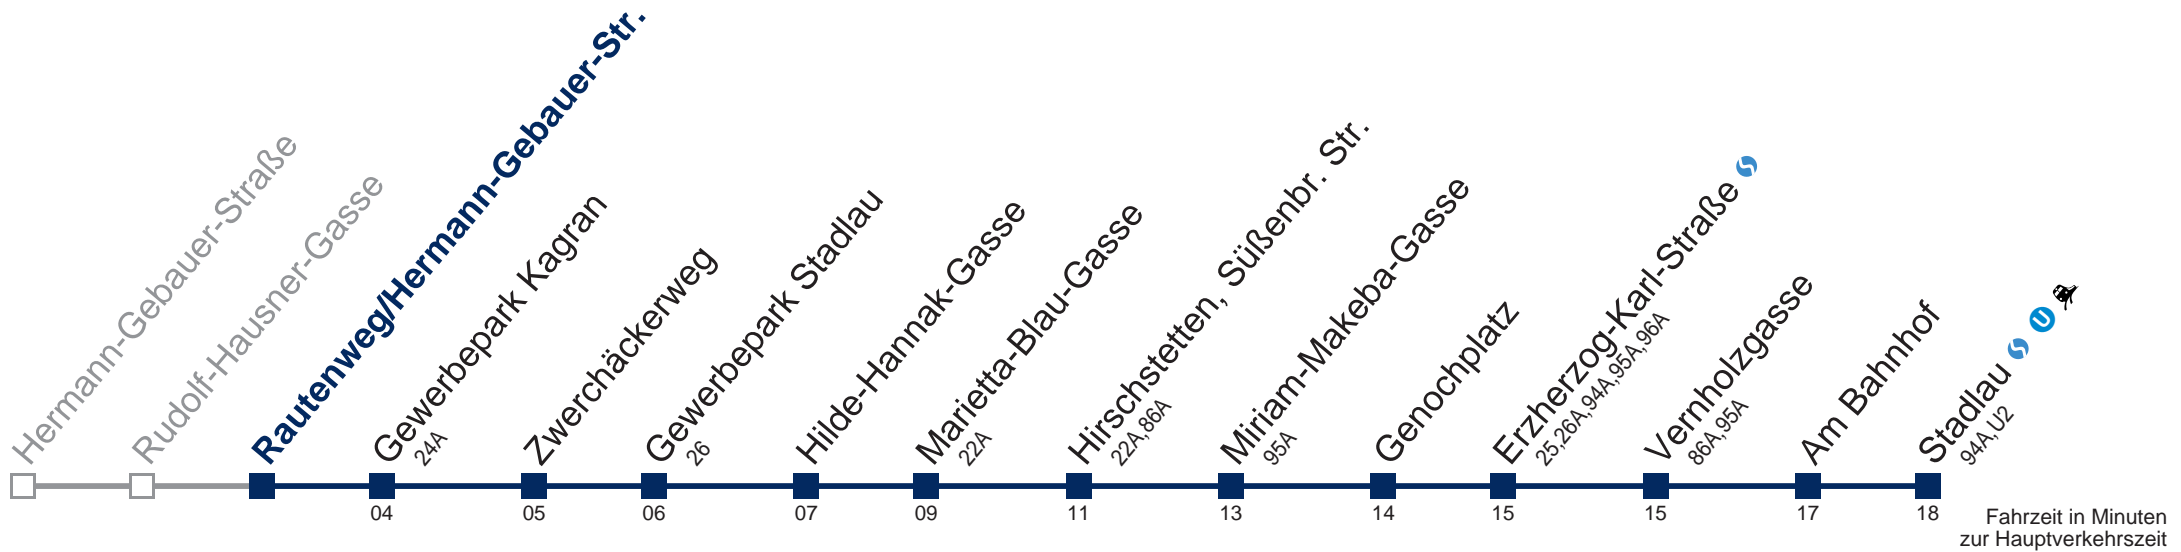 Hermann-Gebauer-Straße
Rudolf-Hausner-Gasse
Rautenweg/Hermann-Gebauer-Str.
Gewerbepark Kagran
24A
04
Zwerchäckerweg
05
Gewerbepark Stadlau
26
06
Hilde-Hannak-Gasse
07
Marietta-Blau-Gasse
22A
09
Hirschstetten, Süßenbr. Str.
22A,86A
11
Miriam-Makeba-Gasse
95A
13
Genochplatz
14
Erzherzog-Karl-Straße
25,26A,94A,95A,96A
15
Vernholzgasse
86A,95A
15
Am Bahnhof
17
Stadlau S U
94A,U2
18
Fahrzeit in Minuten
zur Hauptverkehrszeit